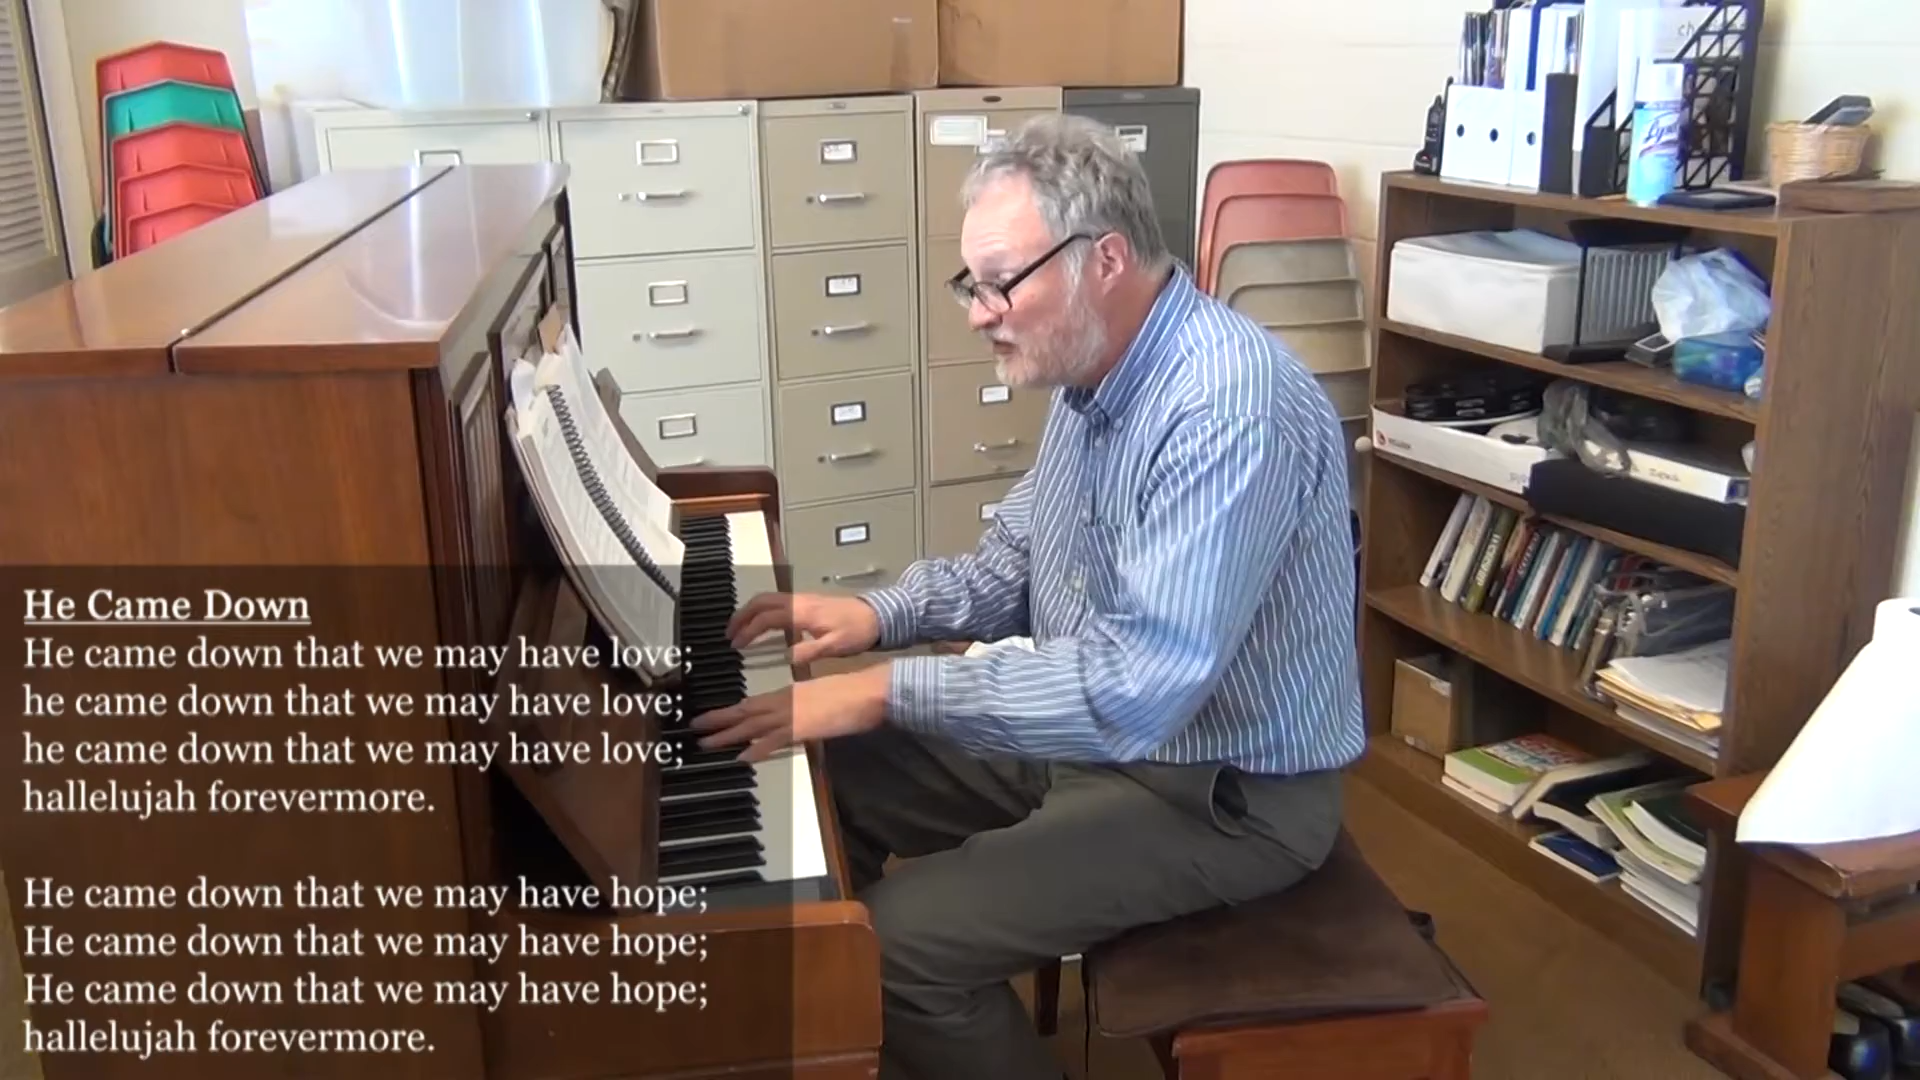 He Came Down
He came down that we may have love;
he came down that we may have love;
he came down that we may have love;
hallelujah forevermore.
He came down that we may have hope;
He came down that we may have hope;
He came down that we may have hope;
hallelujah forevermore.
Lysol